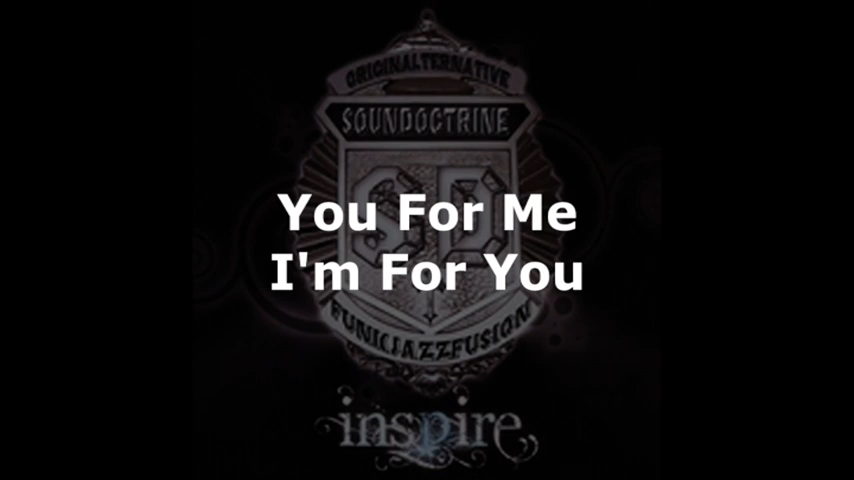 ORIGINALTERNATIVE
SOUNDOCTRINE
SD
You For Me
I'm For You
FUNKJAZZFUSION
inspire